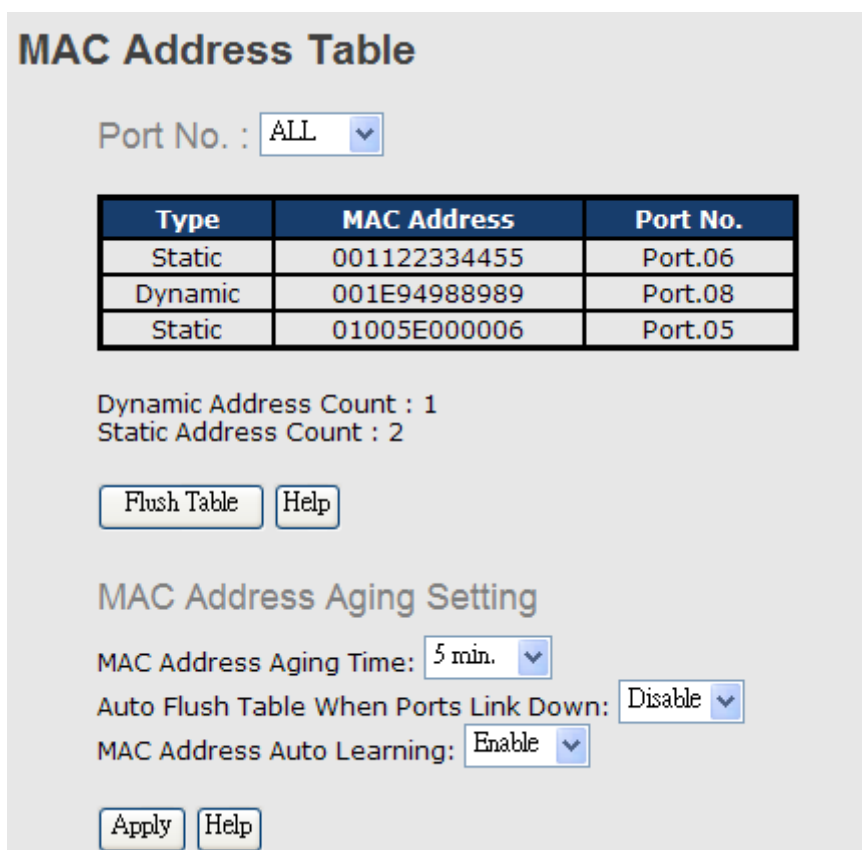 MAC Address Table
Port No. : ALL
Type MAC Address Port No.
Static 001122334455 Port.06
Dynamic 001E94988989 Port.08
Static 01005E000006 Port.05
Dynamic Address Count : 1
Static Address Count : 2
Flush Table Help
MAC Address Aging Setting
MAC Address Aging Time: 5 min.
Auto Flush Table When Ports Link Down: Disable
MAC Address Auto Learning: Enable
Apply Help